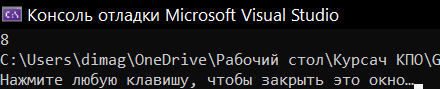 Консоль отладки Microsoft Visual Studio
8
C:\Users\dimag\OneDrive\Рабочий стол\Курсач КПО\G
Нажмите любую клавишу, чтобы закрыть это окно…